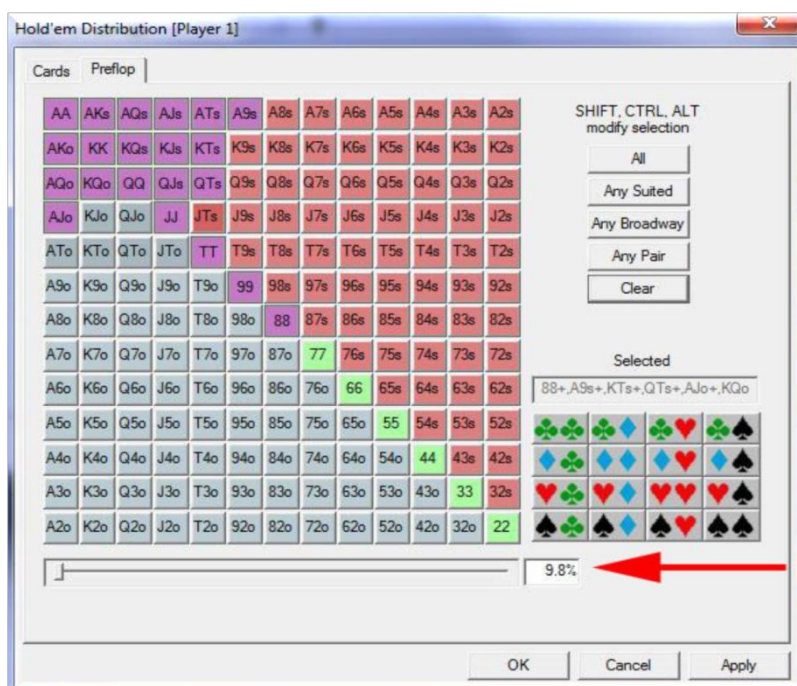 Hold'em Distribution [Player 1]
Cards Preflop
AA AKs AQs AJs ATs A9s A8s A7s A6s A5s A4s A3s A2s
AKo KK KQs KJs KTs K9s K8s K7s K6s K5s K4s K3s K2s
AQo KQo QQ QJs QTs Q9s Q8s Q7s Q6s Q5s Q4s Q3s Q2s
AJo KJo QJo JJ JTs J9s J8s J7s J6s J5s J4s J3s J2s
ATo KTo QTo JTo TT T9s T8s T7s T6s T5s T4s T3s T2s
A9o K9o Q9o J9o T9o 99 98s 97s 96s 95s 94s 93s 92s
A8o K8o Q8o J8o T8o 98o 88 87s 86s 85s 84s 83s 82s
A7o K7o Q7o J7o T7o 97o 87o 77 76s 75s 74s 73s 72s
A6o K6o Q6o J6o T6o 96o 86o 76o 66 65s 64s 63s 62s
A5o K5o Q5o J5o T5o 95o 85o 75o 65o 55 54s 53s 52s
A4o K4o Q4o J4o T4o 94o 84o 74o 64o 54o 44 43s 42s
A3o K3o Q3o J3o T3o 93o 83o 73o 63o 53o 43o 33 32s
A2o K2o Q2o J2o T2o 92o 82o 72o 62o 52o 42o 32o 22
SHIFT, CTRL, ALT
modify selection
All
Any Suited
Any Broadway
Any Pair
Clear
Selected
88+,A9s+,KTs+,QTs+,AJo+,KQo
9.8%
OK Cancel Apply